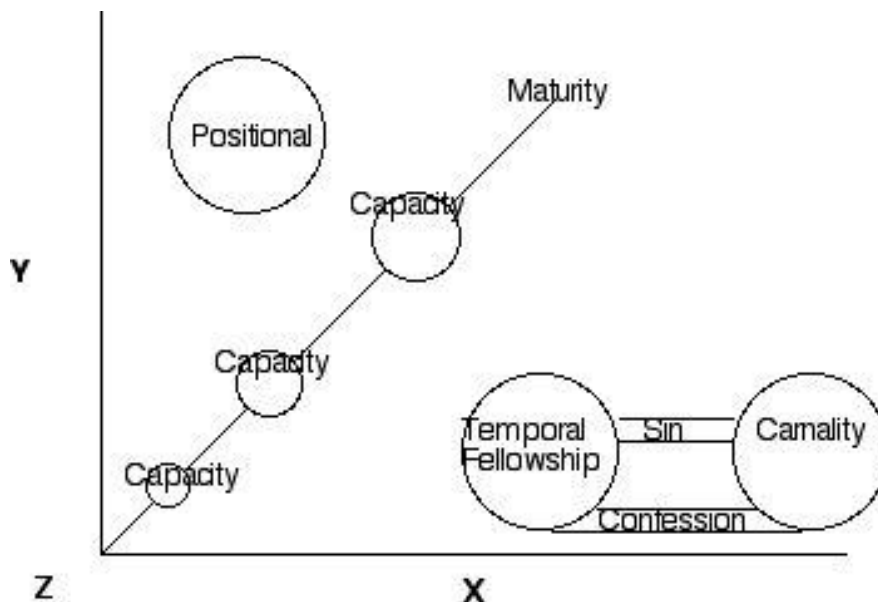 Maturity
Positional
Capacity
Y
Capacity
Temporal
Fellowship
Sin
Carnality
Capacity
Confession
Z
X